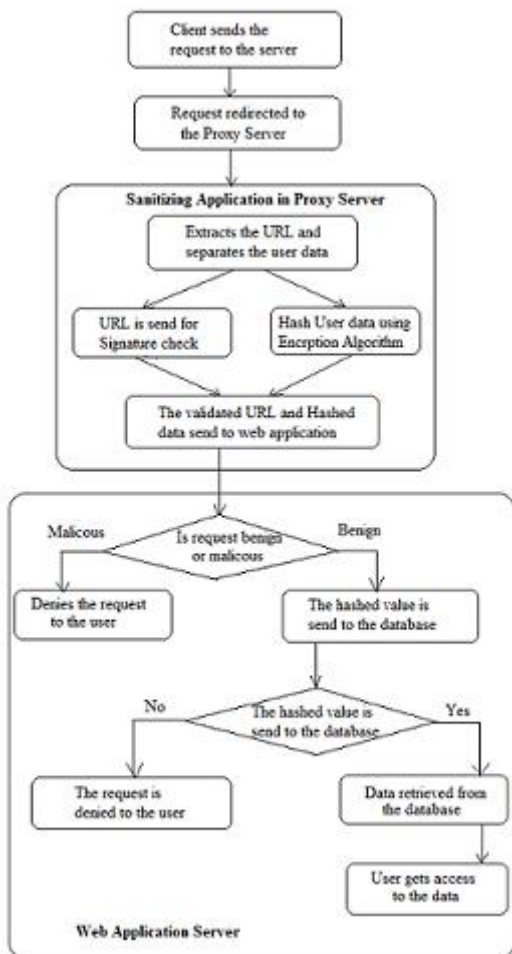 Client sends the
request to the server
Request redirected to
the Proxy Server
Sanitizing Application in Proxy Server
Extracts the URL and
separates the user data
URL is send for
Signature check
Hash User data using
Encrption Algorithm
The validated URL and Hashed
data send to web application
Malicous
Is request benign
or malicous
Benign
Denies the request
to the user
The hashed value is
send to the database
No
The hashed value is
send to the database
Yes
The request is
denied to the user
Data retrieved from
the database
User gets access
to the data
Web Application Server